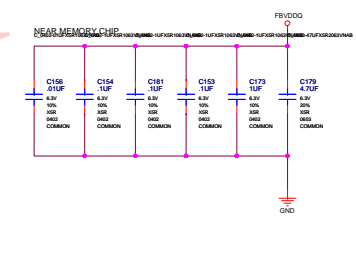 FBVDDQ
NEAR MEMORY CHIP
C156
.01UF
6.3V
10%
X5R
0402
COMMON
C154
.1UF
6.3V
10%
X5R
0402
COMMON
C181
.1UF
6.3V
10%
X5R
0402
COMMON
C153
.1UF
6.3V
10%
X5R
0402
COMMON
C173
1UF
6.3V
10%
X5R
0402
COMMON
C179
4.7UF
6.3V
20%
X5R
0603
COMMON
GND